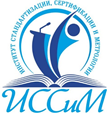 ИНСТИТУТ СТАНДАРТИЗАЦИИ, СЕРТИФИКАЦИИ И МЕТРОЛОГИИ
ИССиМ